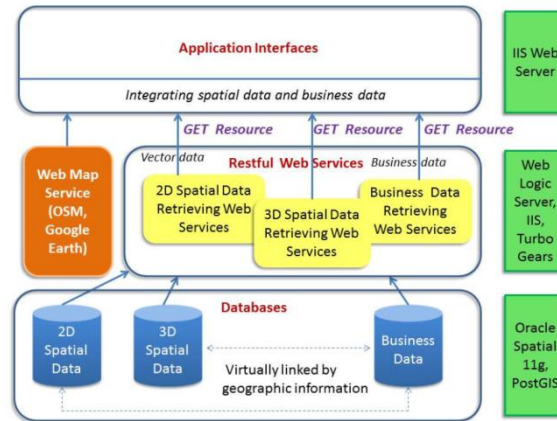 Application Interfaces
Integrating spatial data and business data
IIS Web
Server
GET Resource
GET Resource
GET Resource
Web Map
Service
(OSM,
Google
Earth)
Vector data
Restful Web Services
Business data
2D Spatial Data
Retrieving Web
Services
3D Spatial Data
Retrieving Web
Services
Business Data
Retrieving
Web Services
Web
Logic
Server,
IIS,
Turbo
Gears
Databases
2D
Spatial
Data
3D
Spatial
Data
Business
Data
Virtually linked by
geographic information
Oracle
Spatial
11g,
PostGIS